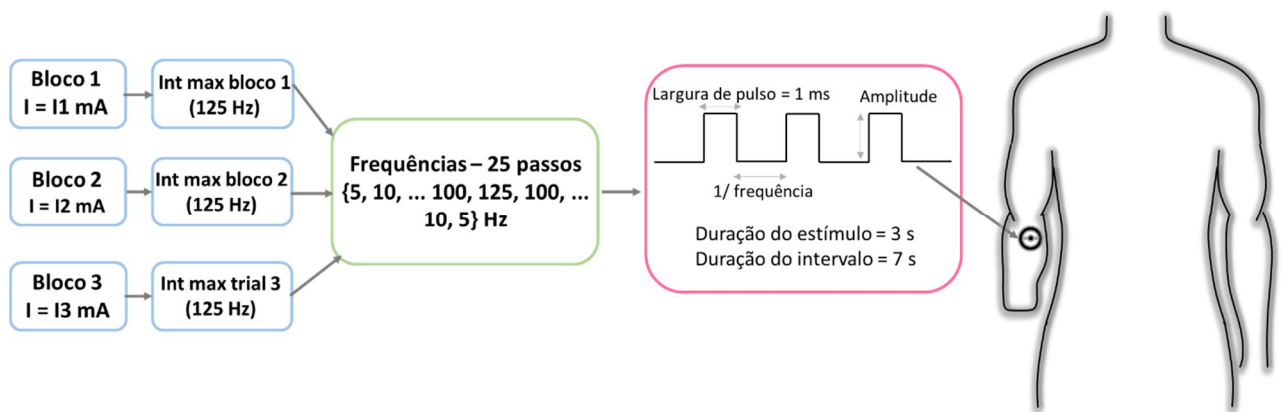 Bloco 1
I = I1 mA
Int max bloco 1
(125 Hz)
Bloco 2
I = I2 mA
Int max bloco 2
(125 Hz)
Bloco 3
I = I3 mA
Int max trial 3
(125 Hz)
Frequências – 25 passos
{5, 10, ... 100, 125, 100, ...
10, 5} Hz
Largura de pulso = 1 ms
Amplitude
1/ frequência
Duração do estímulo = 3 s
Duração do intervalo = 7 s